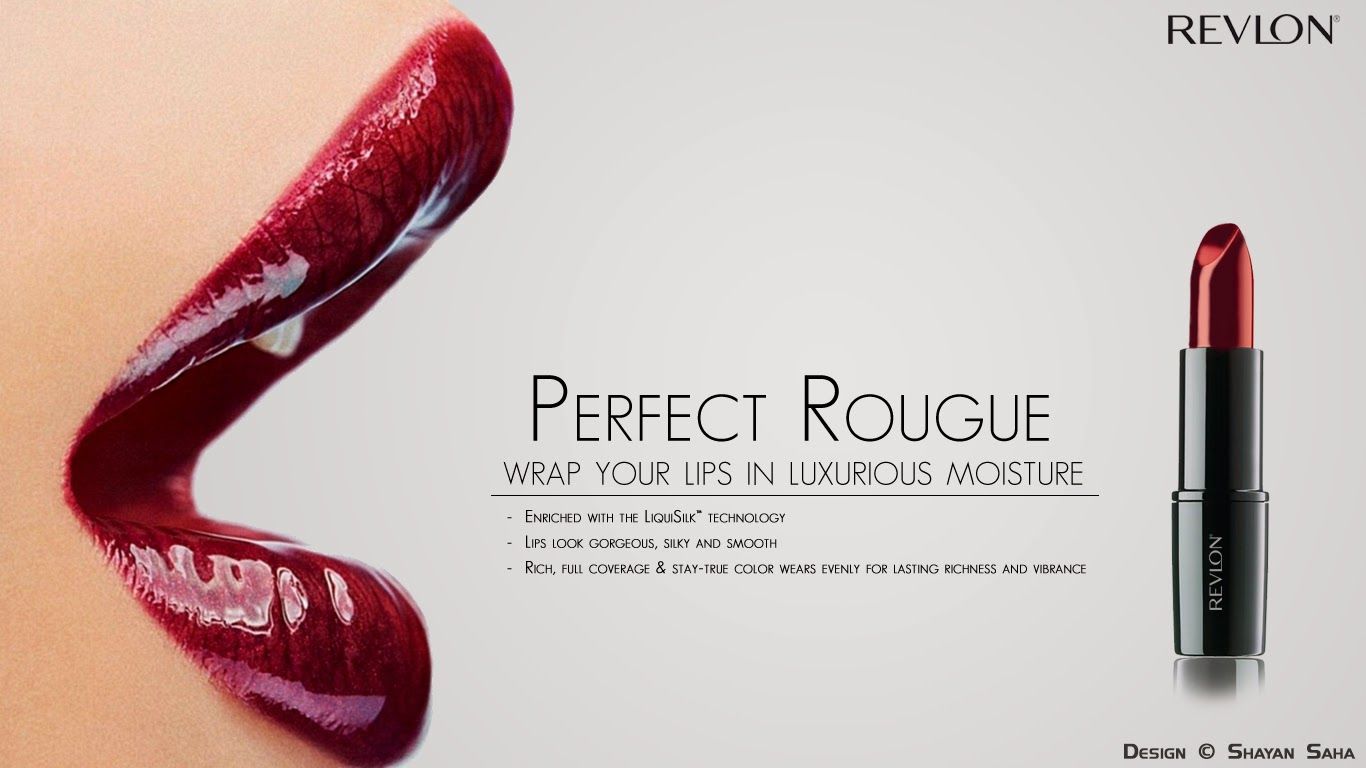 REVLON®
PERFECT ROUGUE
WRAP YOUR LIPS IN LUXURIOUS MOISTURE
- ENRICHED WITH THE LIQUISILK™ TECHNOLOGY
- LIPS LOOK GORGEOUS, SILKY AND SMOOTH
- RICH, FULL COVERAGE & STAY-TRUE COLOR WEARS EVENLY FOR LASTING RICHNESS AND VIBRANCE
REVLON®
DESIGN © SHAYAN SAHA